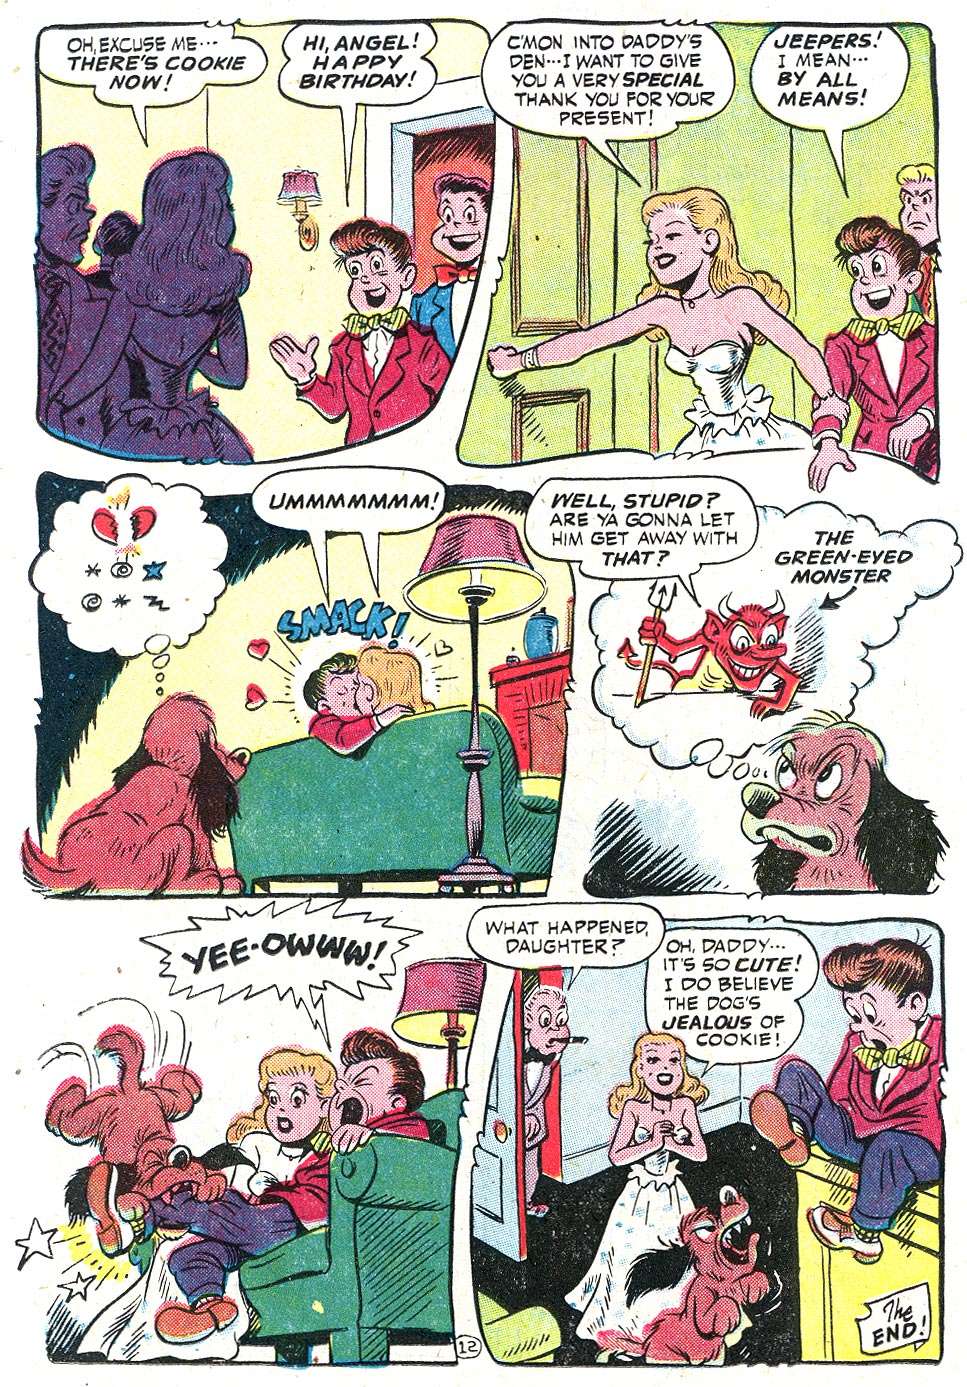 OH, EXCUSE ME---
THERE'S COOKIE
NOW!
HI, ANGEL!
HAPPY
BIRTHDAY!
C'MON INTO DADDY'S
DEN---I WANT TO GIVE
YOU A VERY SPECIAL
THANK YOU FOR YOUR
PRESENT!
JEEPERS!
I MEAN---
BY ALL
MEANS!
UMMMMMMM!
SMACK!
WELL, STUPID?
ARE YA GONNA LET
HIM GET AWAY WITH
THAT?
THE
GREEN-EYED
MONSTER
YEE-OWWW!
WHAT HAPPENED,
DAUGHTER?
OH, DADDY---
IT'S SO CUTE!
I DO BELIEVE
THE DOG'S
JEALOUS OF
COOKIE!
The
END!
12